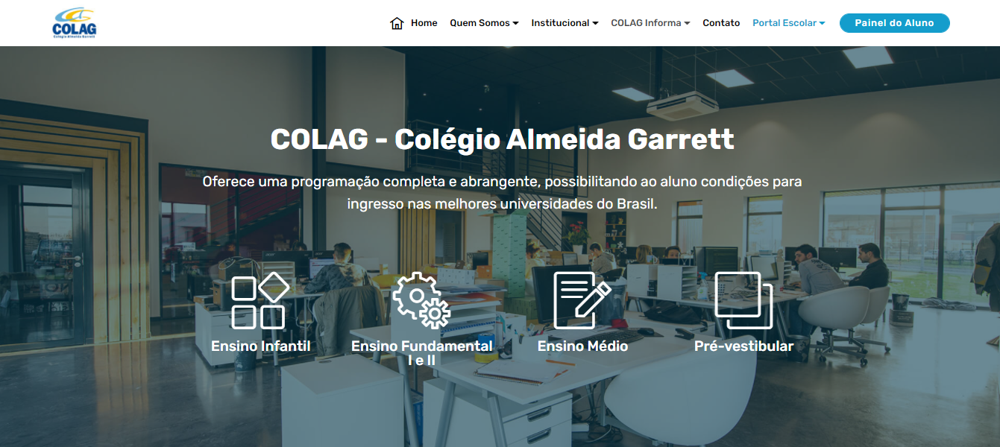 COLAG
Colégio Almeida Garrett
Home Quem Somos Institucional COLAG Informa Contato Portal Escolar Painel do Aluno
COLAG - Colégio Almeida Garrett
Oferece uma programação completa e abrangente, possibilitando ao aluno condições para
ingresso nas melhores universidades do Brasil.
Ensino Infantil
Ensino Fundamental
I e II
Ensino Médio
Pré-vestibular